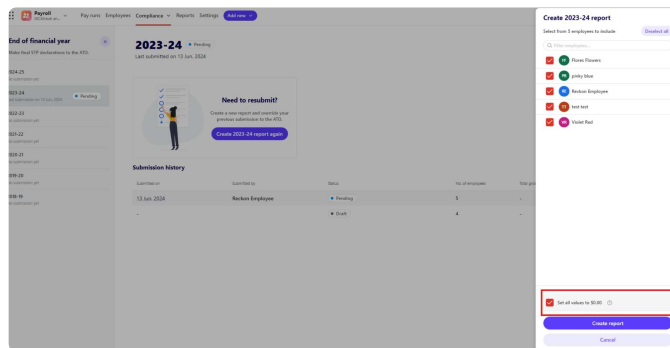 Payroll
Pay runs Employees Compliance Reports Settings Add new
End of financial year
Make final STP declarations to the ATO.
2024-25
2023-24
Pending
2022-23
2021-22
2020-21
2019-20
2018-19
2023-24 Pending
Last submitted on 13 Jun. 2024
Need to resubmit?
Create a new report and override your
previous submission to the ATO.
Create 2023-24 report again
Submission history
Submitted on Submitted by Status No. of employees
13 Jun. 2024 Reckon Employee Pending 5 -
- Draft 4 -
Create 2023-24 report
Select from 5 employees to include Deselect all
Filter employees...
FF Flores Flowers
PB pinky blue
RE Reckon Employee
TT test test
VR Violet Red
Set all values to $0.00
Create report
Cancel